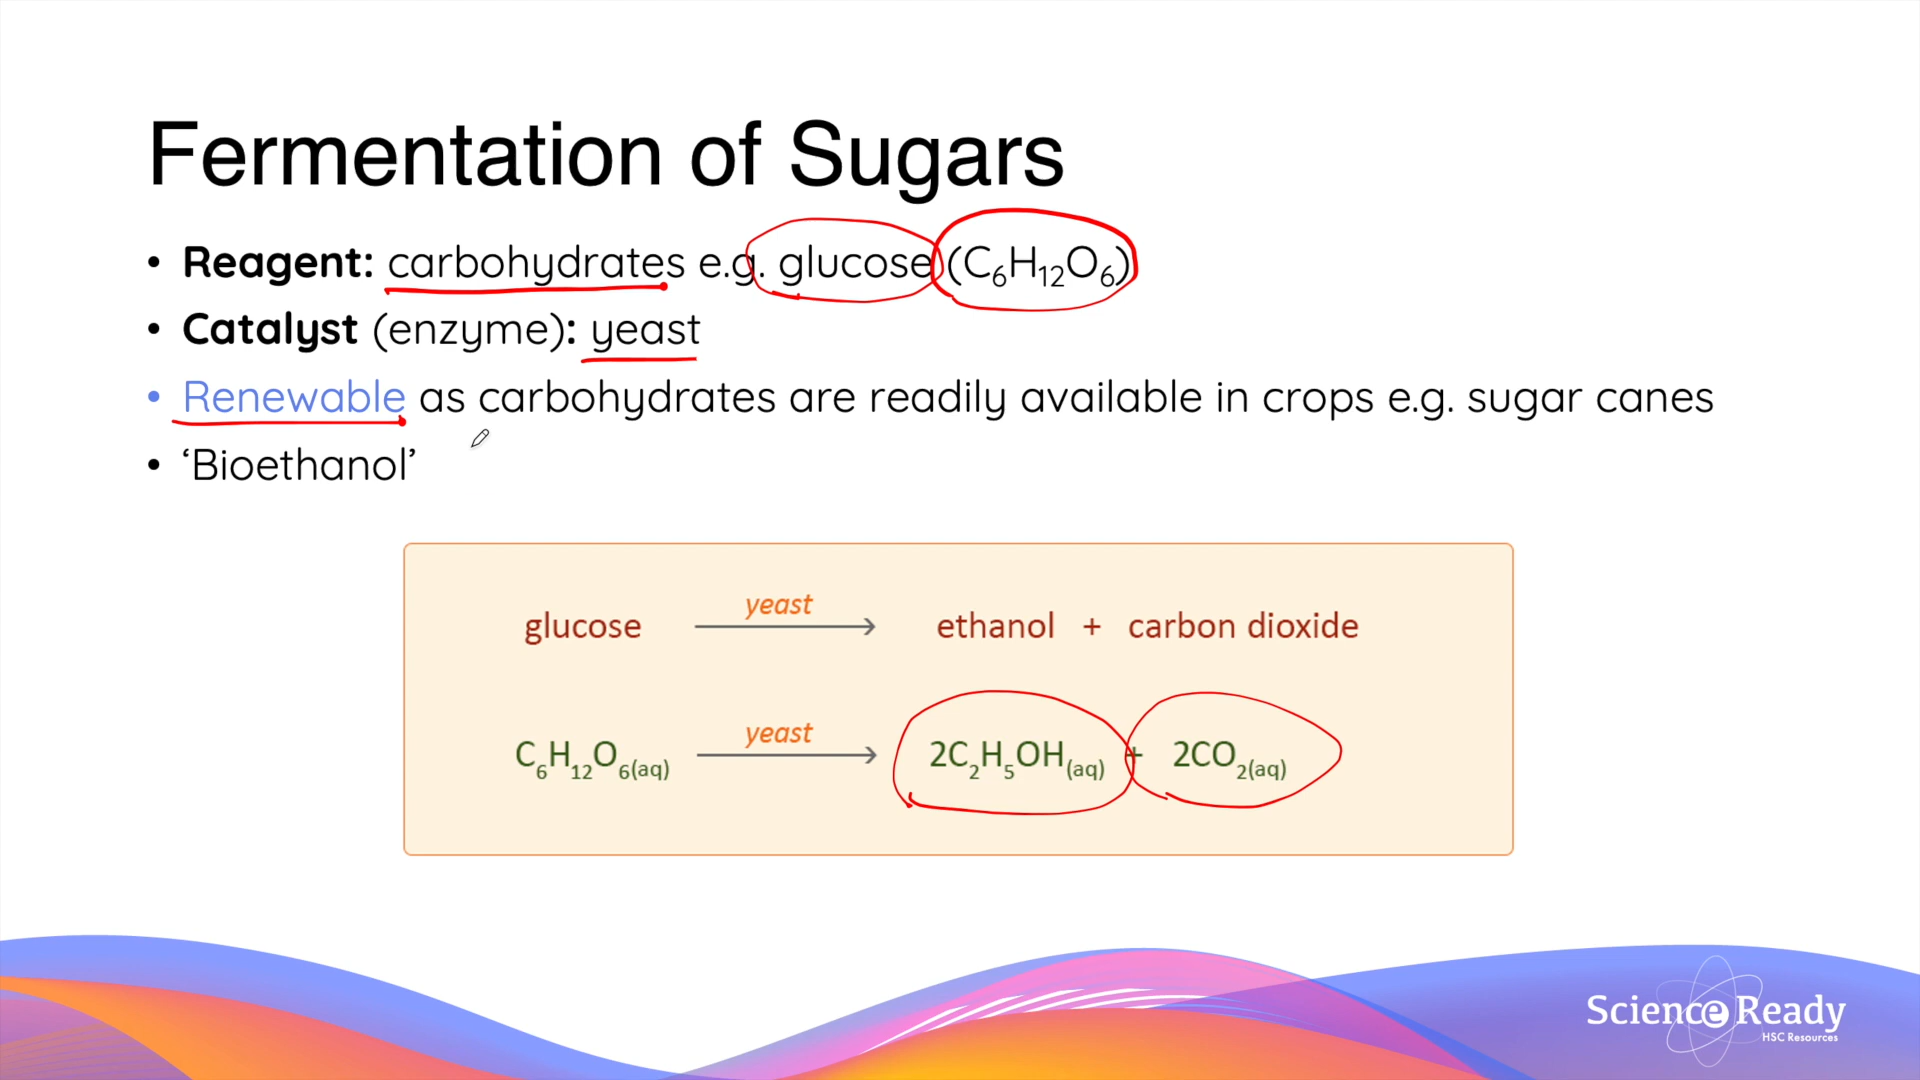 Fermentation of Sugars
• Reagent: carbohydrates e.g. glucose (C₆H₁₂O₆)
• Catalyst (enzyme): yeast
• Renewable as carbohydrates are readily available in crops e.g. sugar canes
• ‘Bioethanol’
yeast
glucose → ethanol + carbon dioxide
yeast
C₆H₁₂O₆(aq) → 2C₂H₅OH(aq) + 2CO₂(aq)
Science Ready
HSC Resources